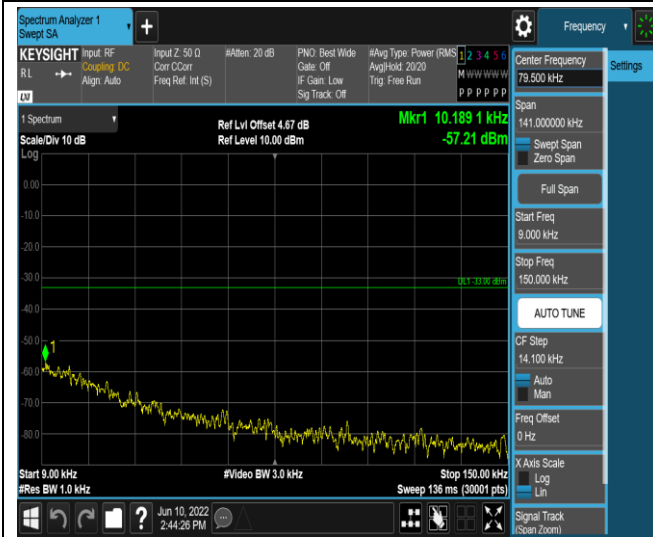 Spectrum Analyzer 1
Swept SA
+
Frequency
KEYSIGHT
RL
LXI
Input: RF
Coupling: DC
Align: Auto
Input Z: 50 Ω
Corr CCorr
Freq Ref: Int (S)
#Atten: 20 dB
PNO: Best Wide
Gate: Off
IF Gain: Low
Sig Track: Off
#Avg Type: Power (RMS
Avg|Hold: 20/20
Trig: Free Run
1 2 3 4 5 6
M W W W W W
P P P P P P
1 Spectrum
Scale/Div 10 dB
Log
Ref Lvl Offset 4.67 dB
Ref Level 10.00 dBm
Mkr1 10.189 1 kHz
-57.21 dBm
0.00
-10.0
-20.0
-30.0
DL1 -33.00 dBm
-40.0
-50.0
1
-60.0
-70.0
-80.0
Start 9.00 kHz
#Res BW 1.0 kHz
#Video BW 3.0 kHz
Stop 150.00 kHz
Sweep 136 ms (30001 pts)
?
Jun 10, 2022
2:44:26 PM
Center Frequency
79.500 kHz
Settings
Span
141.000000 kHz
Swept Span
Zero Span
Full Span
Start Freq
9.000 kHz
Stop Freq
150.000 kHz
AUTO TUNE
CF Step
14.100 kHz
Auto
Man
Freq Offset
0 Hz
X Axis Scale
Log
Lin
Signal Track
(Span Zoom)